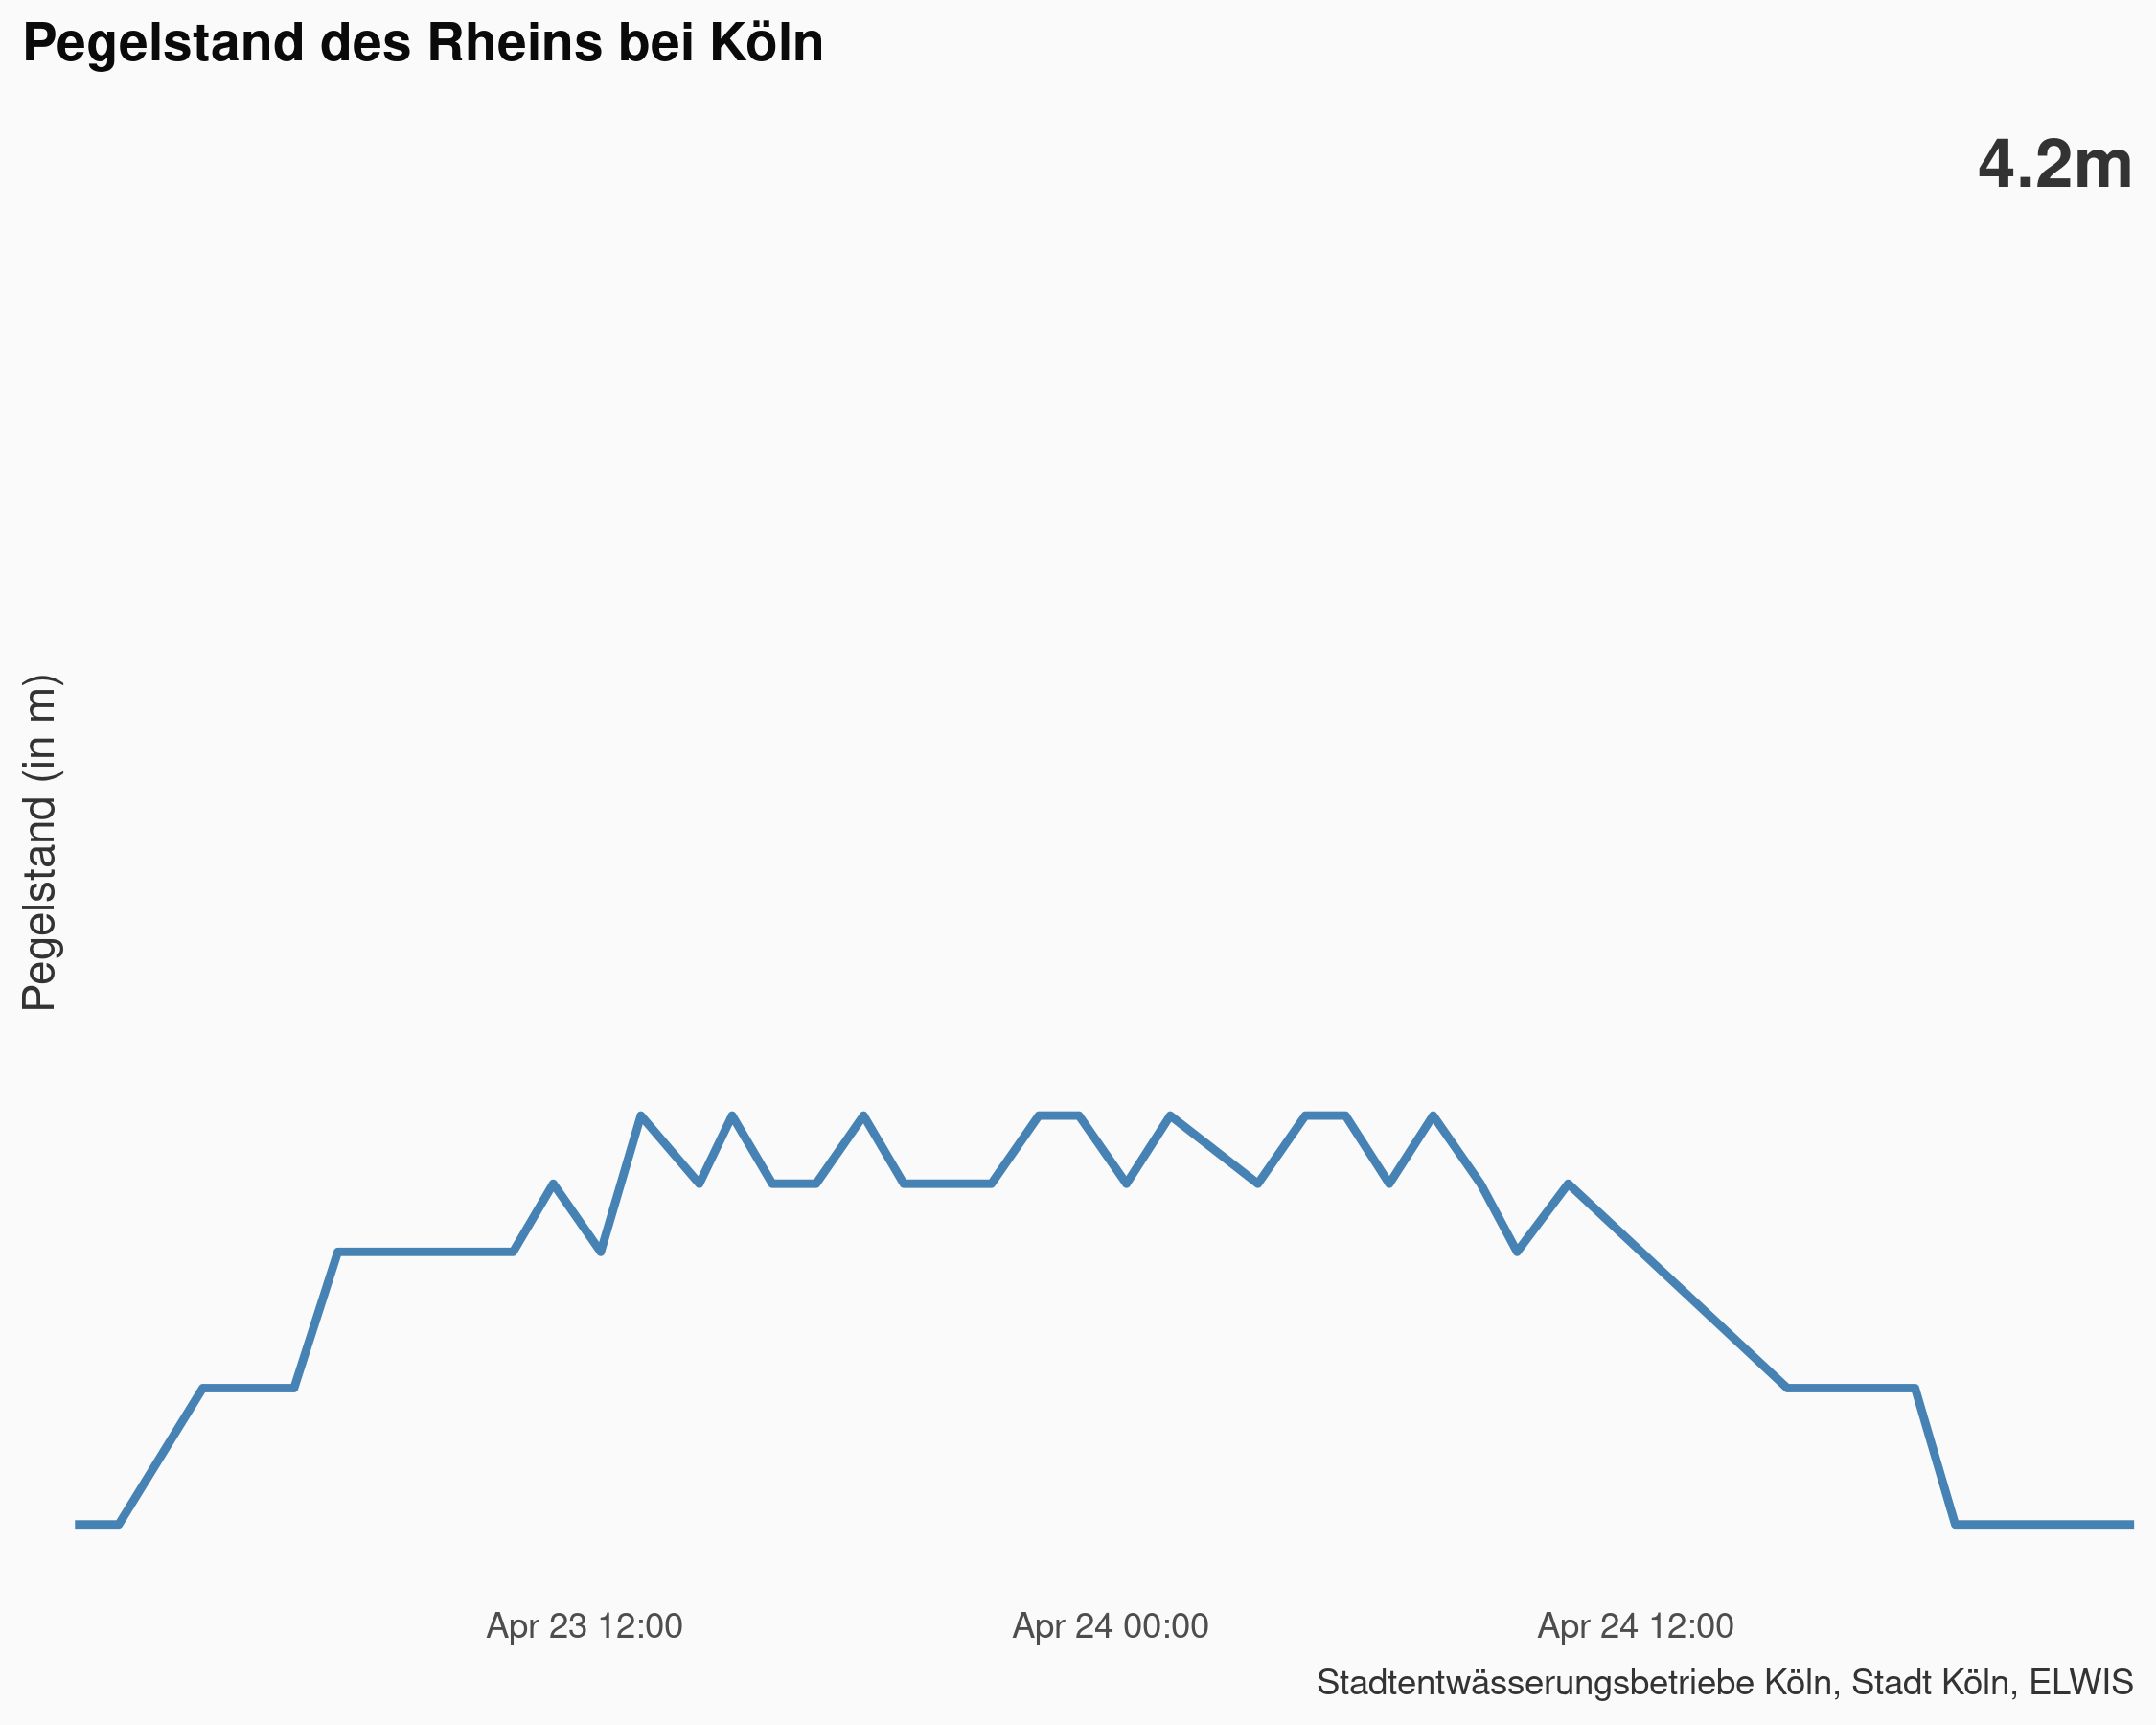 Pegelstand des Rheins bei Köln
4.2m
Pegelstand (in m)
Apr 23 12:00
Apr 24 00:00
Apr 24 12:00
Stadtentwässerungsbetriebe Köln, Stadt Köln, ELWIS